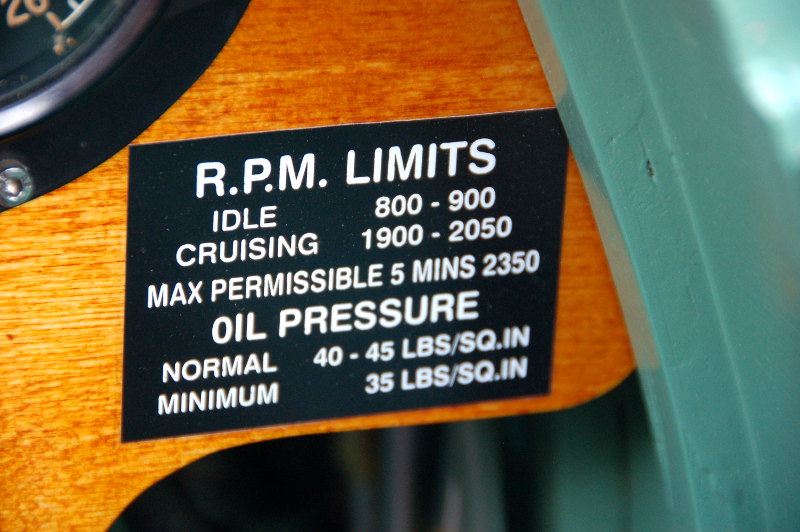 26
R.P.M. LIMITS
IDLE 800 - 900
CRUISING 1900 - 2050
MAX PERMISSIBLE 5 MINS 2350
OIL PRESSURE
NORMAL 40 - 45 LBS/SQ.IN
MINIMUM 35 LBS/SQ.IN